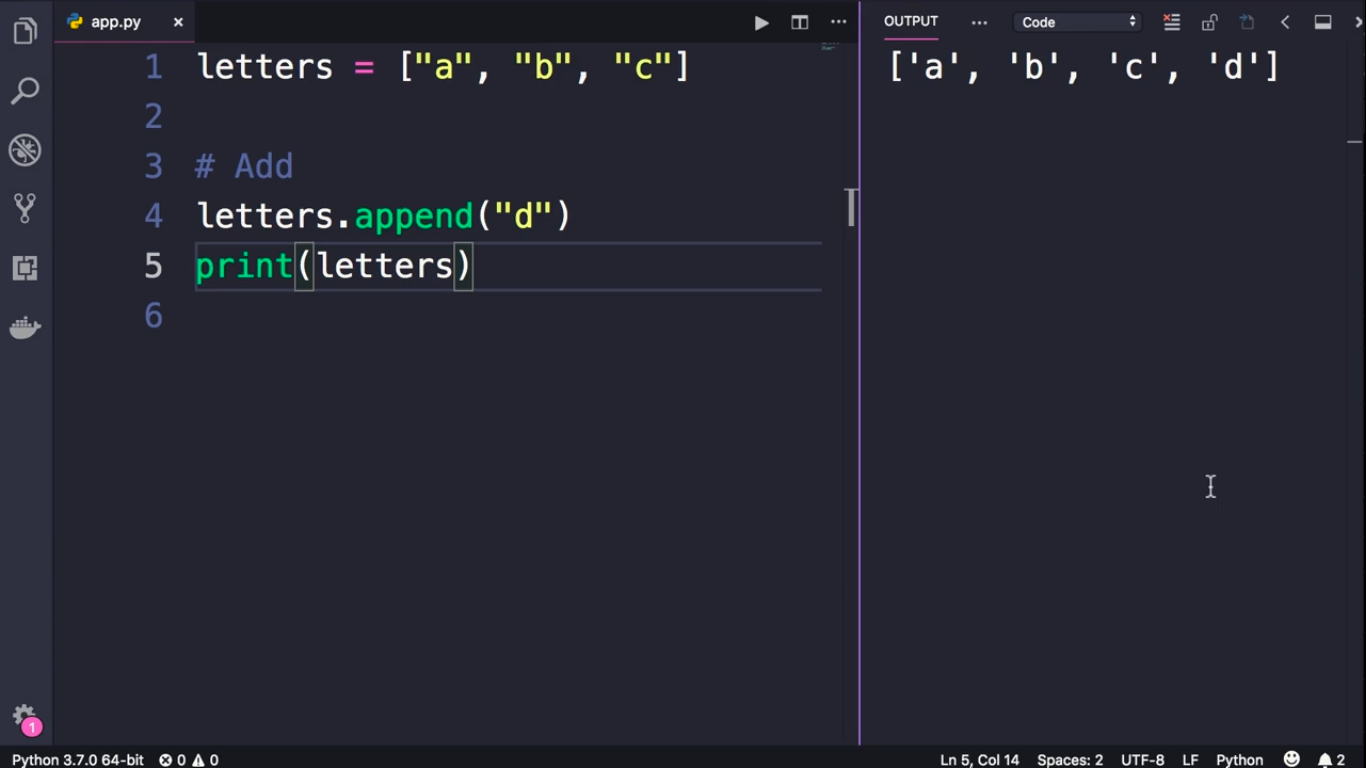 app.py
OUTPUT
Code
1 letters = ["a", "b", "c"]
2
3 # Add
4 letters.append("d")
5 print(letters)
6
['a', 'b', 'c', 'd']
1
Python 3.7.0 64-bit 0 0
Ln 5, Col 14 Spaces: 2 UTF-8 LF Python 2